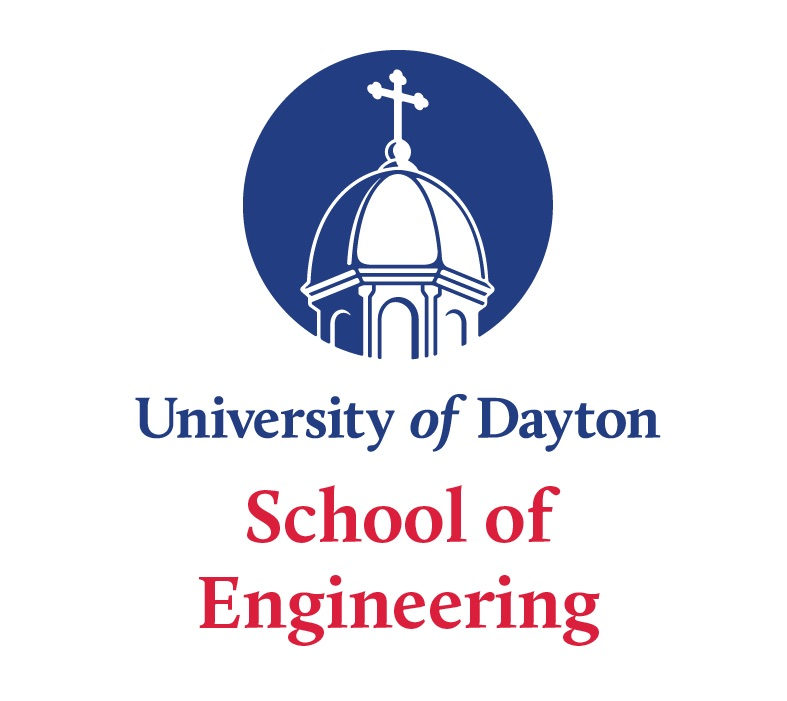 University of Dayton
School of
Engineering